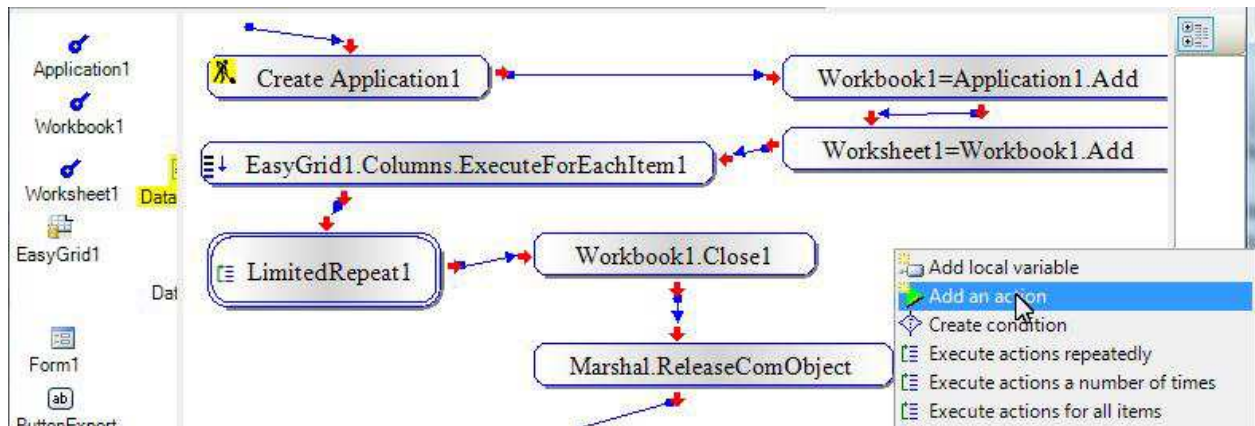 Application1
Workbook1
Worksheet1
Data
EasyGrid1
Dat
Form1
ab
ButtonExport
Create Application1
Workbook1=Application1.Add
EasyGrid1.Columns.ExecuteForEachItem1
Worksheet1=Workbook1.Add
LimitedRepeat1
Workbook1.Close1
Marshal.ReleaseComObject
Add local variable
Add an action
Create condition
Execute actions repeatedly
Execute actions a number of times
Execute actions for all items